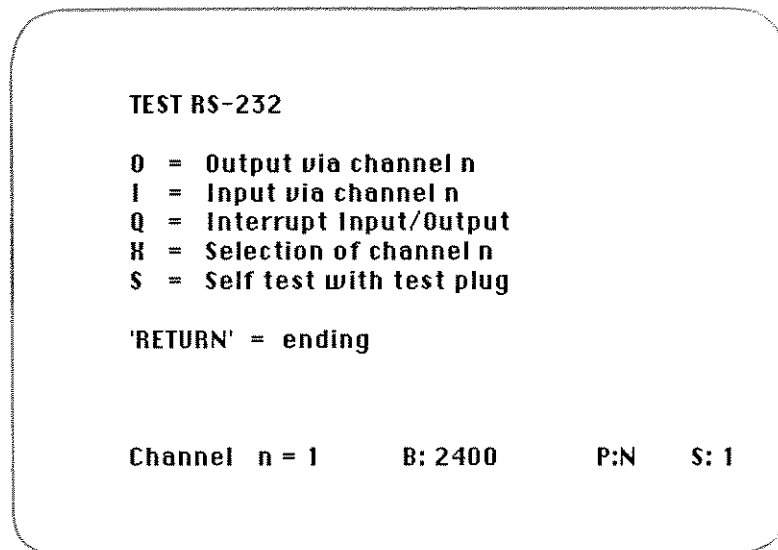 TEST RS-232
O = Output via channel n
I = Input via channel n
Q = Interrupt Input/Output
X = Selection of channel n
S = Self test with test plug
'RETURN' = ending
Channel n = 1 B: 2400 P:N S: 1